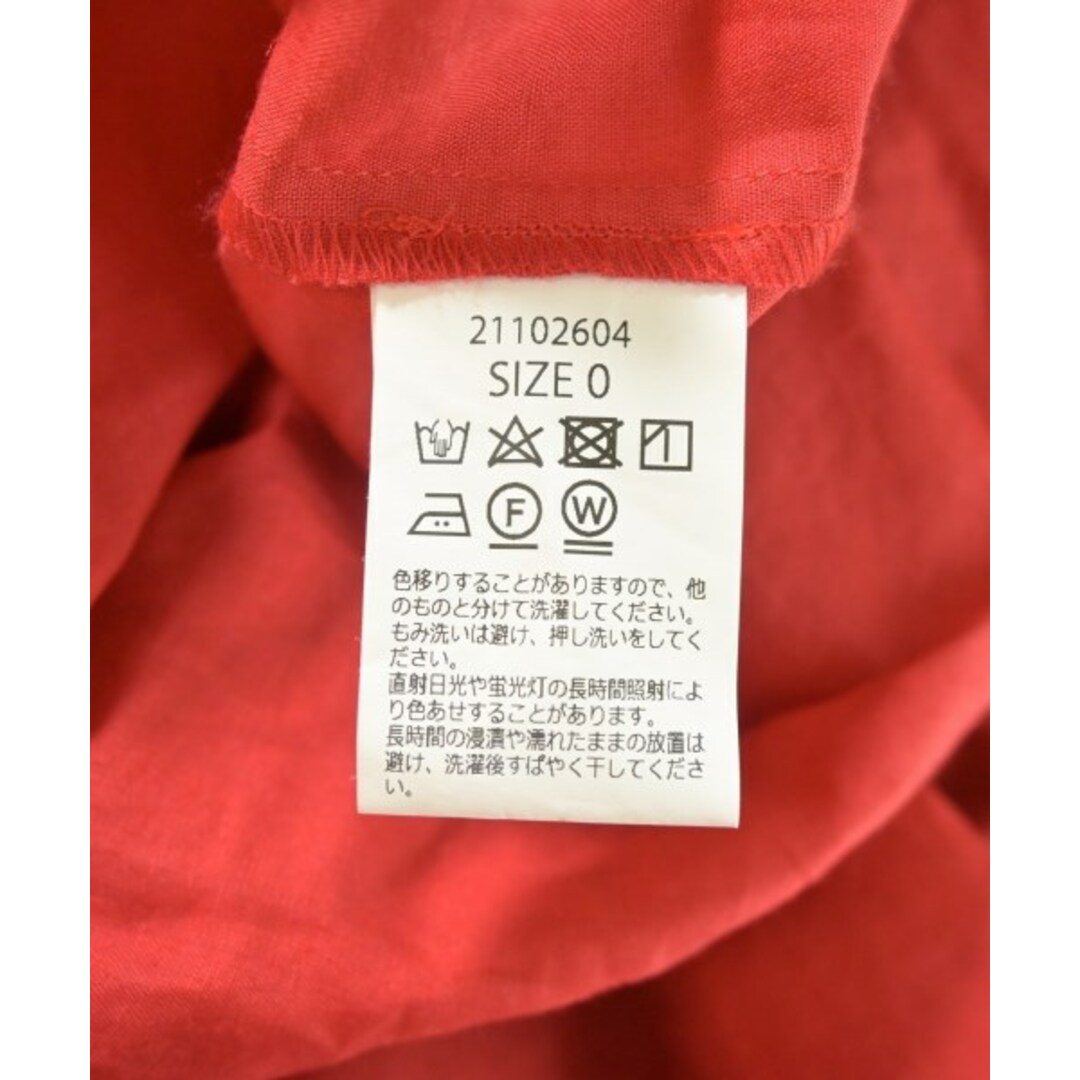 21102604
SIZE 0
F W
色移りすることがありますので、他
のものと分けて洗濯してください。
もみ洗いは避け、押し洗いをしてく
ださい。
直射日光や蛍光灯の長時間照射によ
り色あせすることがあります。
長時間の浸漬や濡れたままの放置は
避け、洗濯後すばやく干してくださ
い。